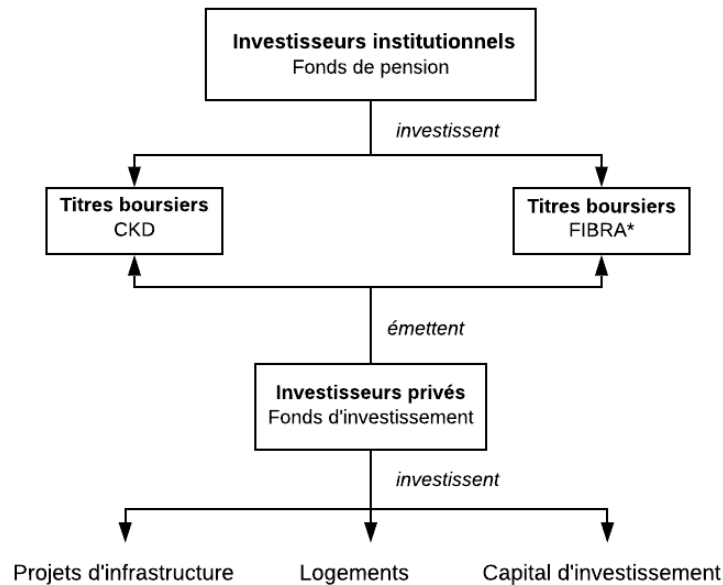 Investisseurs institutionnels
Fonds de pension
investissent
Titres boursiers
CKD
Titres boursiers
FIBRA*
émettent
Investisseurs privés
Fonds d'investissement
investissent
Projets d'infrastructure
Logements
Capital d'investissement